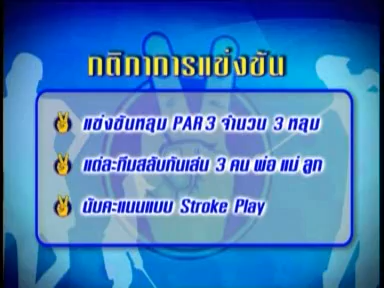 กติกาการแข่งขัน
แข่งขันหลุม PAR 3 จำนวน 3 หลุม
แต่ละทีมสลับกันเล่น 3 คน พ่อ แม่ ลูก
นับคะแนนแบบ Stroke Play